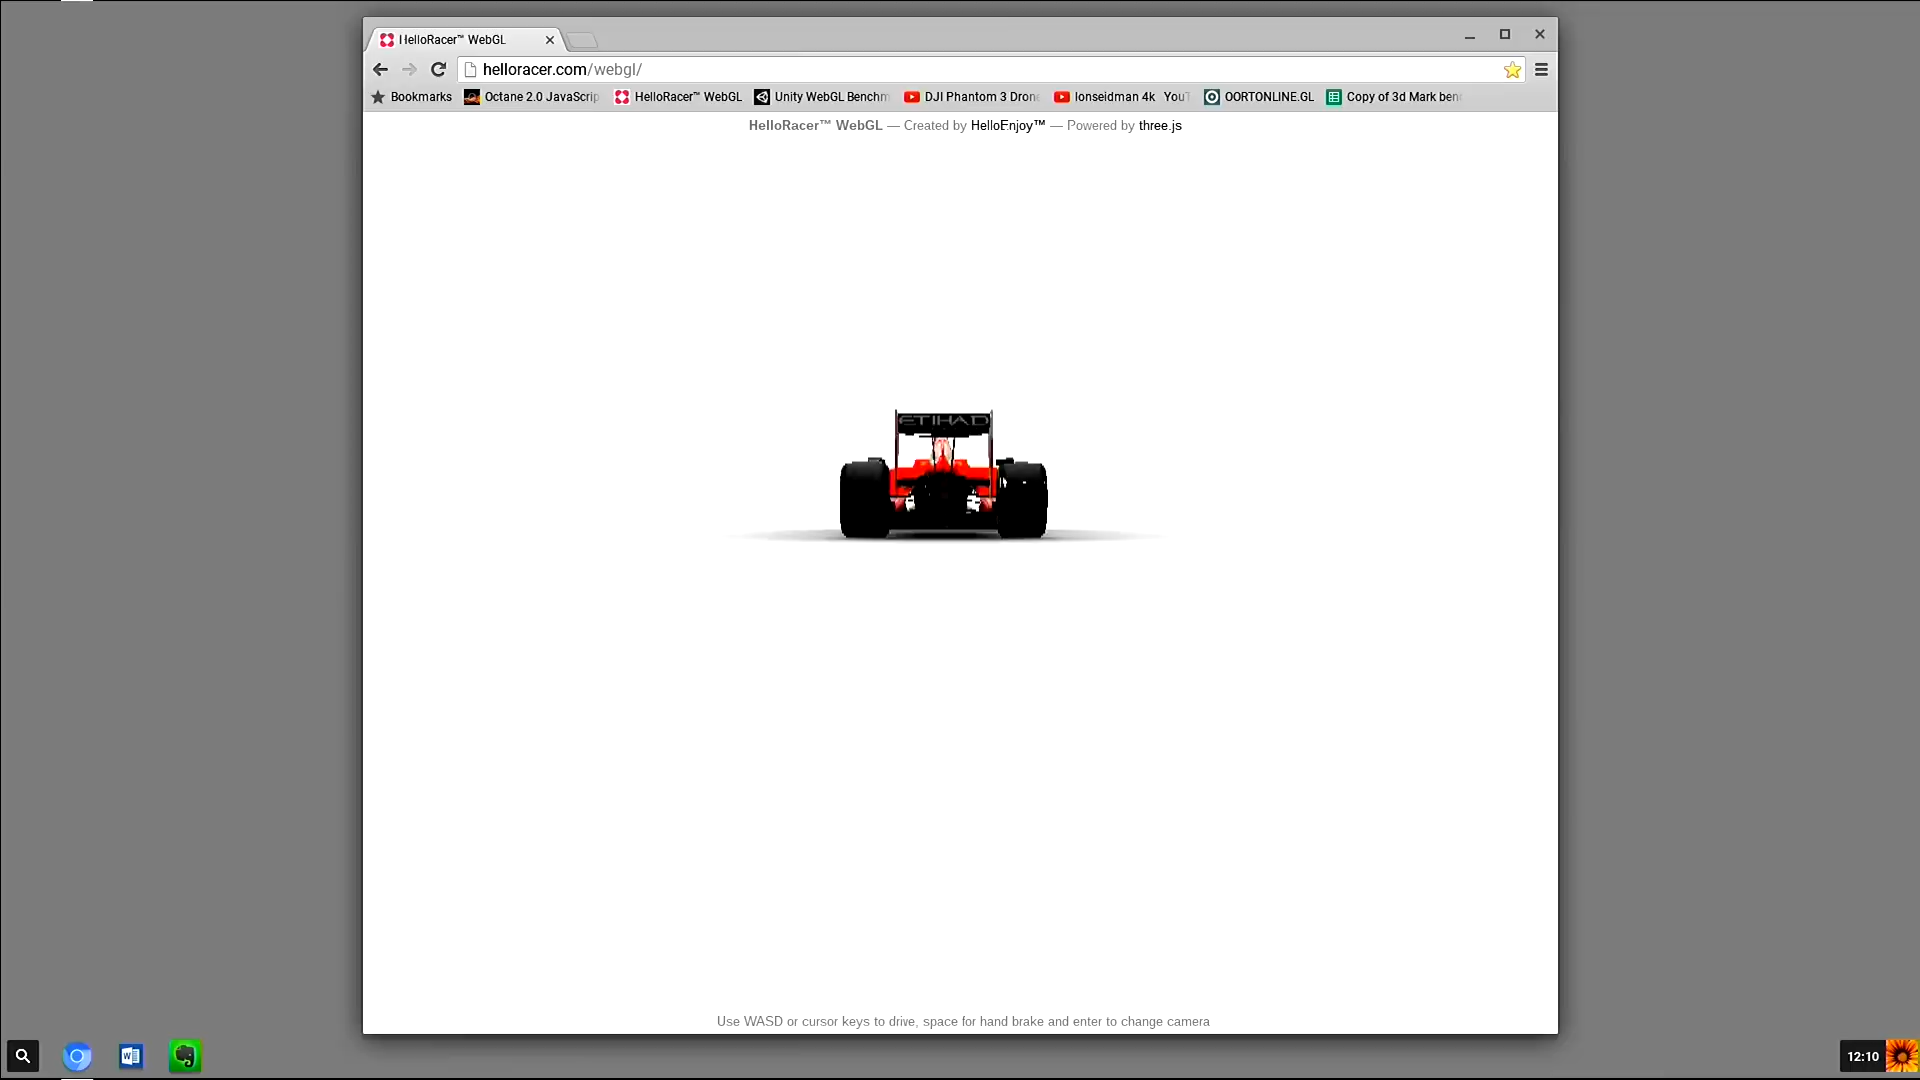 HelloRacer™ WebGL
helloracer.com/webgl/
Bookmarks Octane 2.0 JavaScrip HelloRacer™ WebGL Unity WebGL Benchm DJI Phantom 3 Drone lonseidman 4k YouT OORTONLINE.GL Copy of 3d Mark ben
HelloRacer™ WebGL — Created by HelloEnjoy™ — Powered by three.js
ETIHAD
Use WASD or cursor keys to drive, space for hand brake and enter to change camera
W
12:10